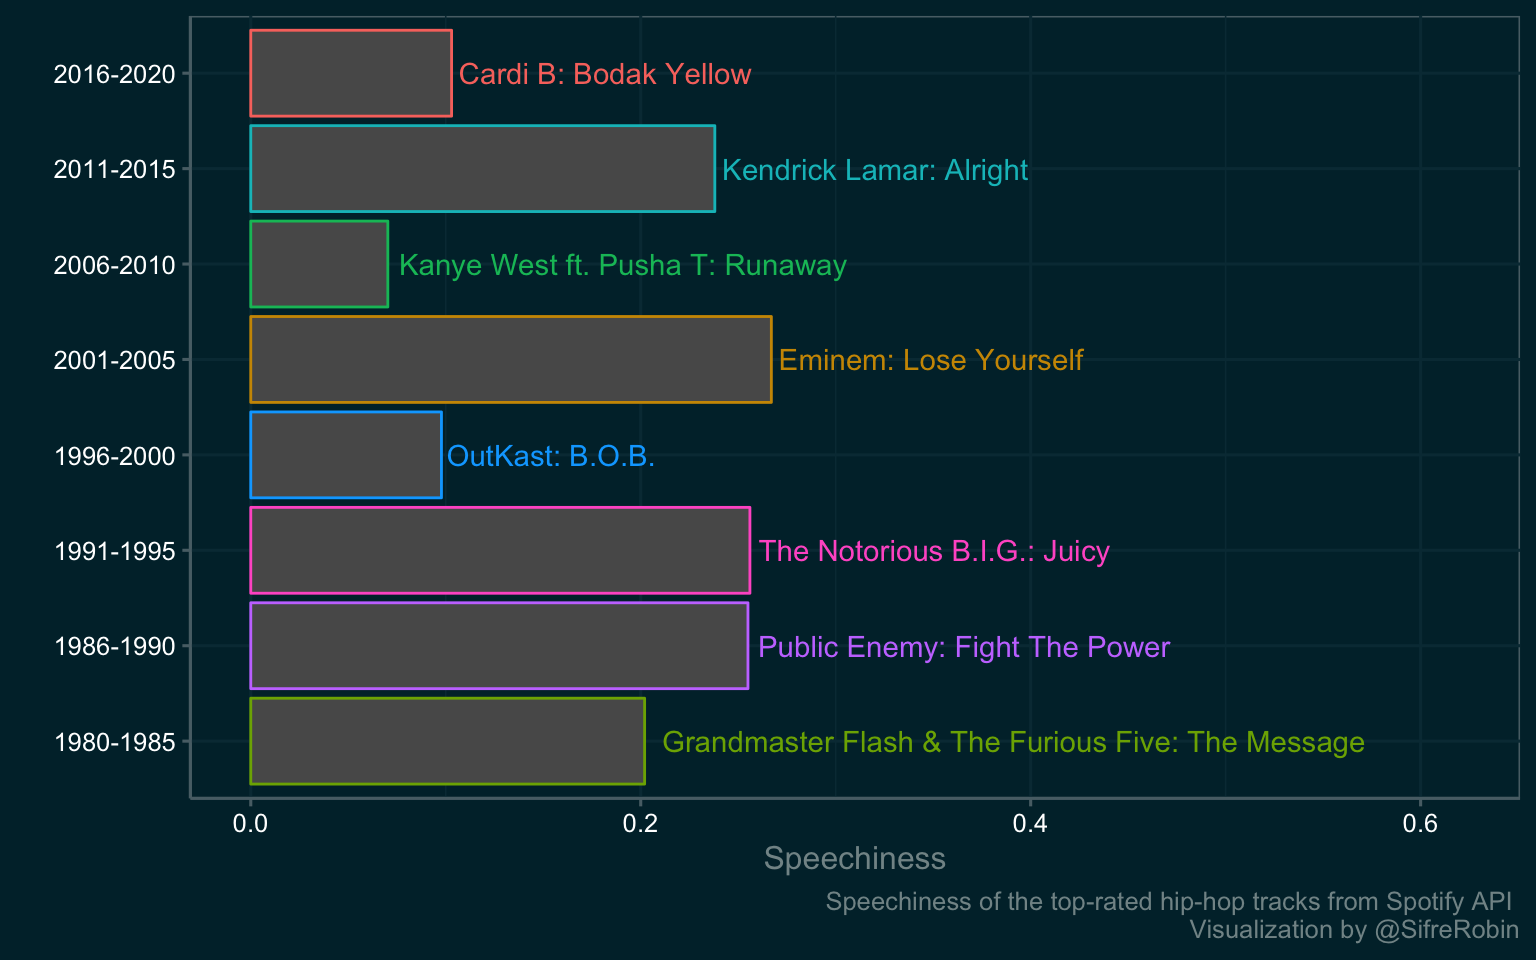 2016-2020 Cardi B: Bodak Yellow
2011-2015 Kendrick Lamar: Alright
2006-2010 Kanye West ft. Pusha T: Runaway
2001-2005 Eminem: Lose Yourself
1996-2000 OutKast: B.O.B.
1991-1995 The Notorious B.I.G.: Juicy
1986-1990 Public Enemy: Fight The Power
1980-1985 Grandmaster Flash & The Furious Five: The Message
0.0 0.2 0.4 0.6
Speechiness
Speechiness of the top-rated hip-hop tracks from Spotify API
Visualization by @SifreRobin